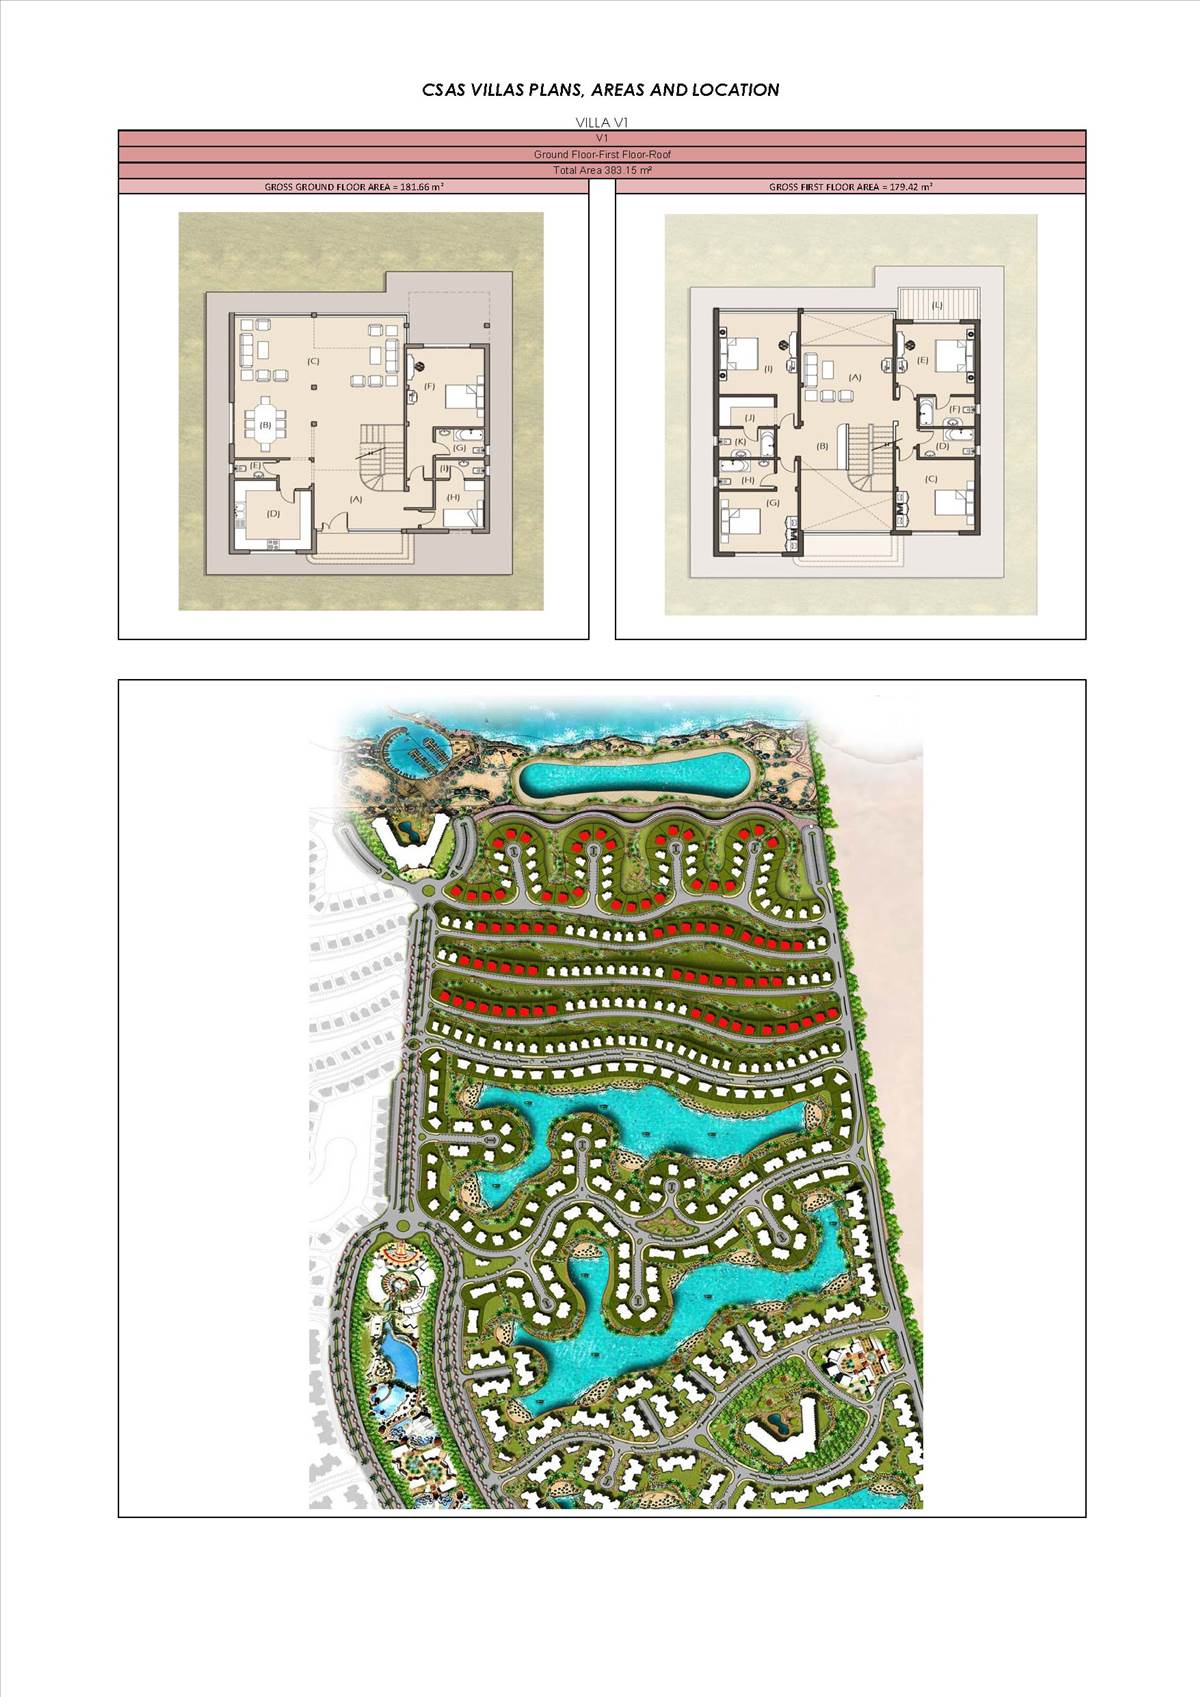 CSAS VILLAS PLANS, AREAS AND LOCATION
VILLA V1
V1
Ground Floor-First Floor-Roof
Total Area 383.15 m²
GROSS GROUND FLOOR AREA = 181.66 m²
GROSS FIRST FLOOR AREA = 179.42 m²
(C)
(F)
(B)
(G)
(E)
(I)
(H)
(A)
(D)
(L)
(I)
(E)
(A)
(J)
(F)
(K)
(B)
(D)
(H)
(C)
(G)